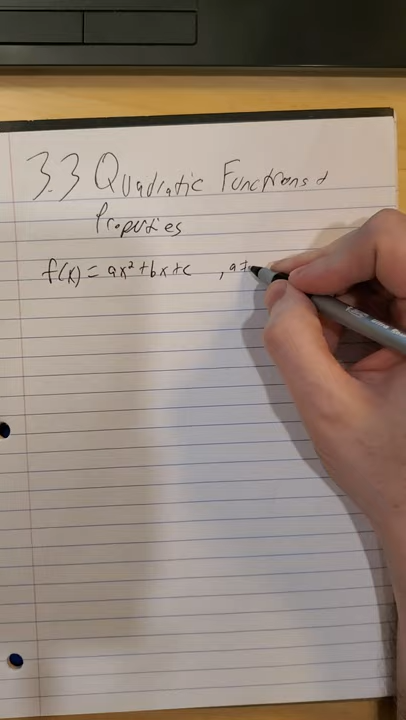 3.3 Quadratic Functions +
Properties
f(x) = ax² + bx + c , a ≠